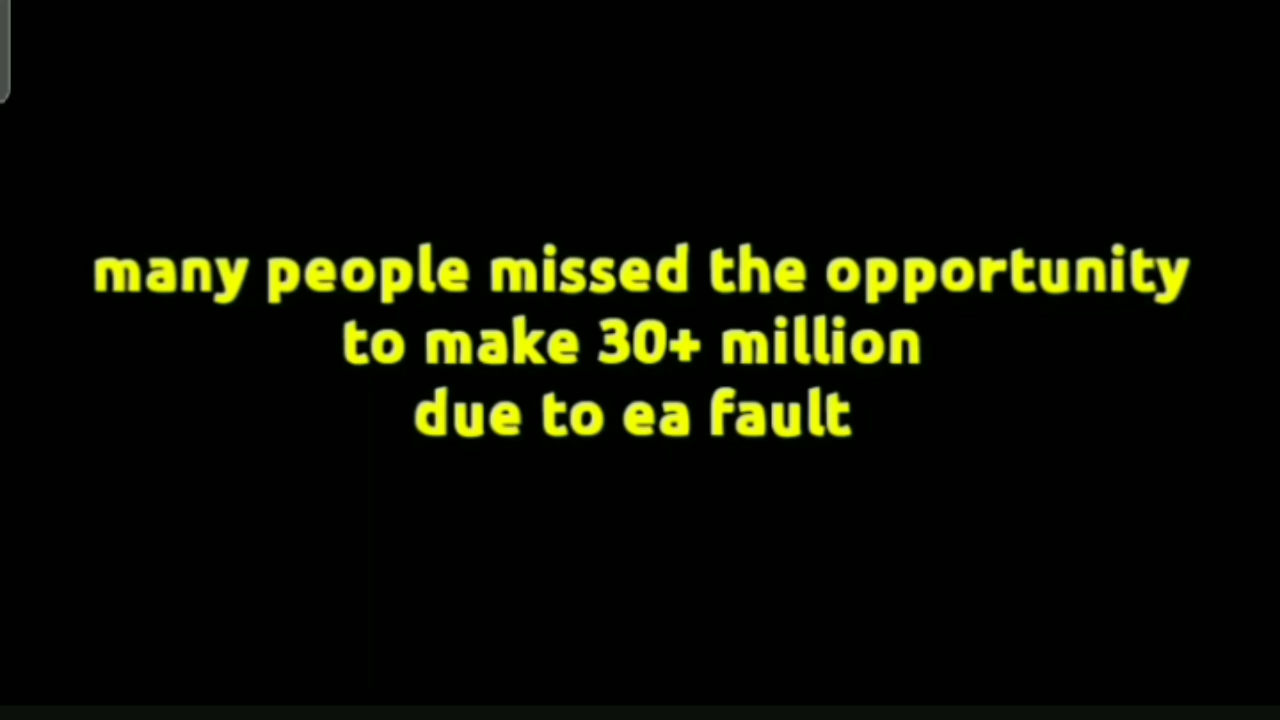 many people missed the opportunity
to make 30+ million
due to ea fault